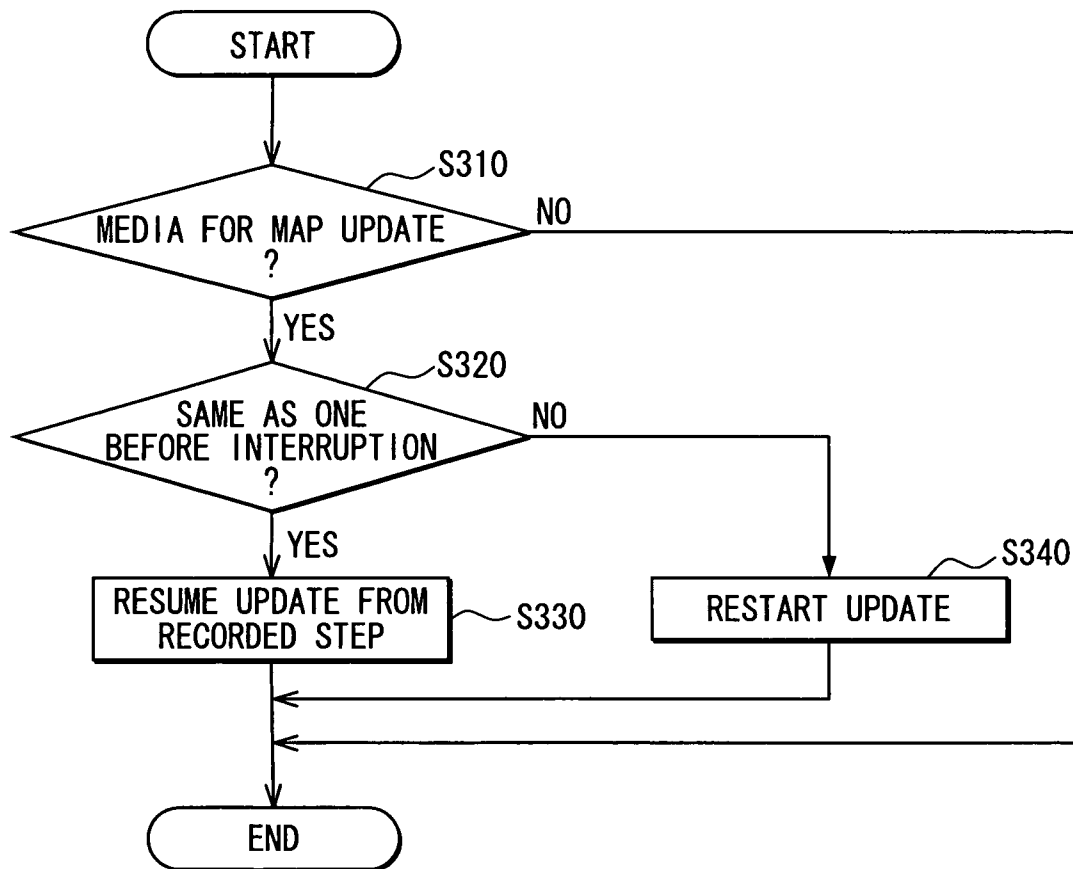 START
S310
MEDIA FOR MAP UPDATE
?
NO
YES
S320
SAME AS ONE
BEFORE INTERRUPTION
?
NO
YES
RESUME UPDATE FROM
RECORDED STEP
S330
S340
RESTART UPDATE
END